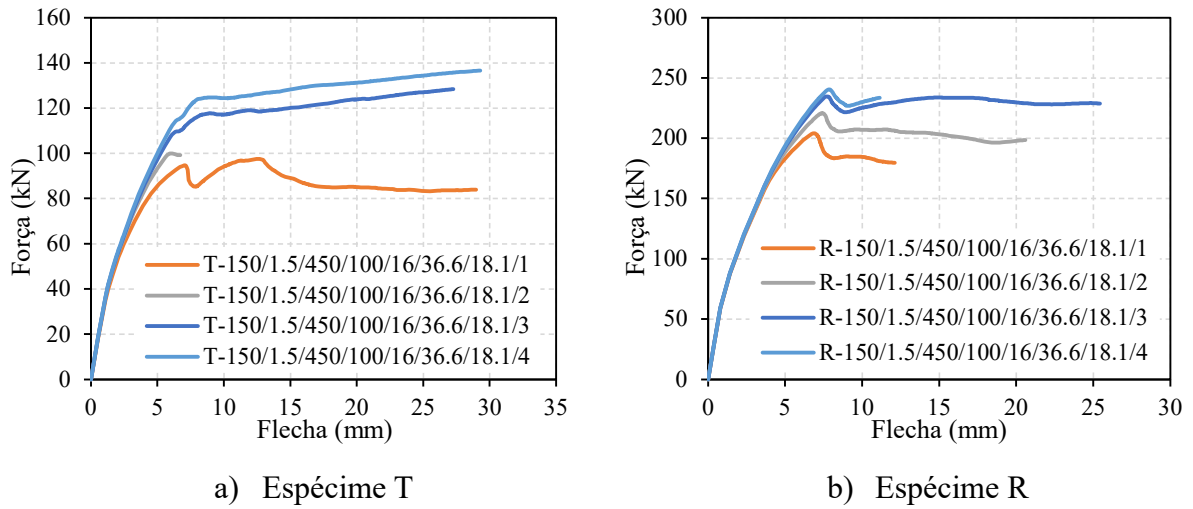 160
140
120
100
80
60
40
20
0
Força (kN)
T-150/1.5/450/100/16/36.6/18.1/1
T-150/1.5/450/100/16/36.6/18.1/2
T-150/1.5/450/100/16/36.6/18.1/3
T-150/1.5/450/100/16/36.6/18.1/4
0 5 10 15 20 25 30 35
Flecha (mm)
a) Espécime T
300
250
200
150
100
50
0
Força (kN)
R-150/1.5/450/100/16/36.6/18.1/1
R-150/1.5/450/100/16/36.6/18.1/2
R-150/1.5/450/100/16/36.6/18.1/3
R-150/1.5/450/100/16/36.6/18.1/4
0 5 10 15 20 25 30
Flecha (mm)
b) Espécime R